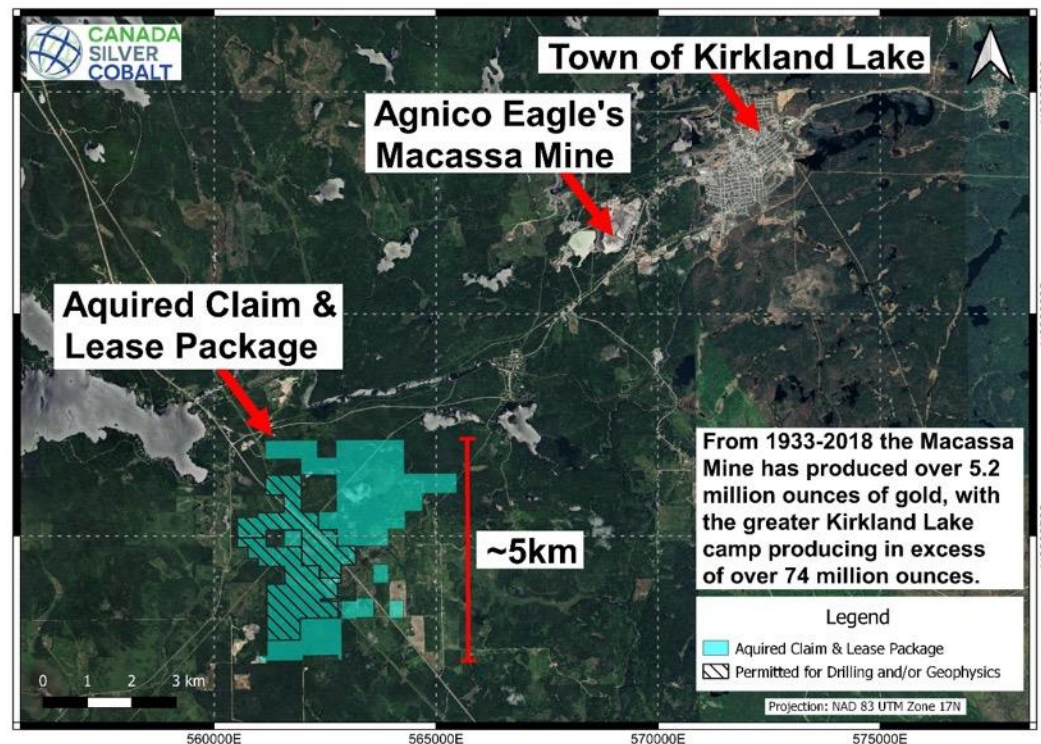 CANADA
SILVER
COBALT
Town of Kirkland Lake
Agnico Eagle's
Macassa Mine
Aquired Claim &
Lease Package
~5km
From 1933-2018 the Macassa
Mine has produced over 5.2
million ounces of gold, with
the greater Kirkland Lake
camp producing in excess
of over 74 million ounces.
Legend
Aquired Claim & Lease Package
Permitted for Drilling and/or Geophysics
Projection: NAD 83 UTM Zone 17N
0 1 2 3 km
560000E 565000E 570000E 575000E